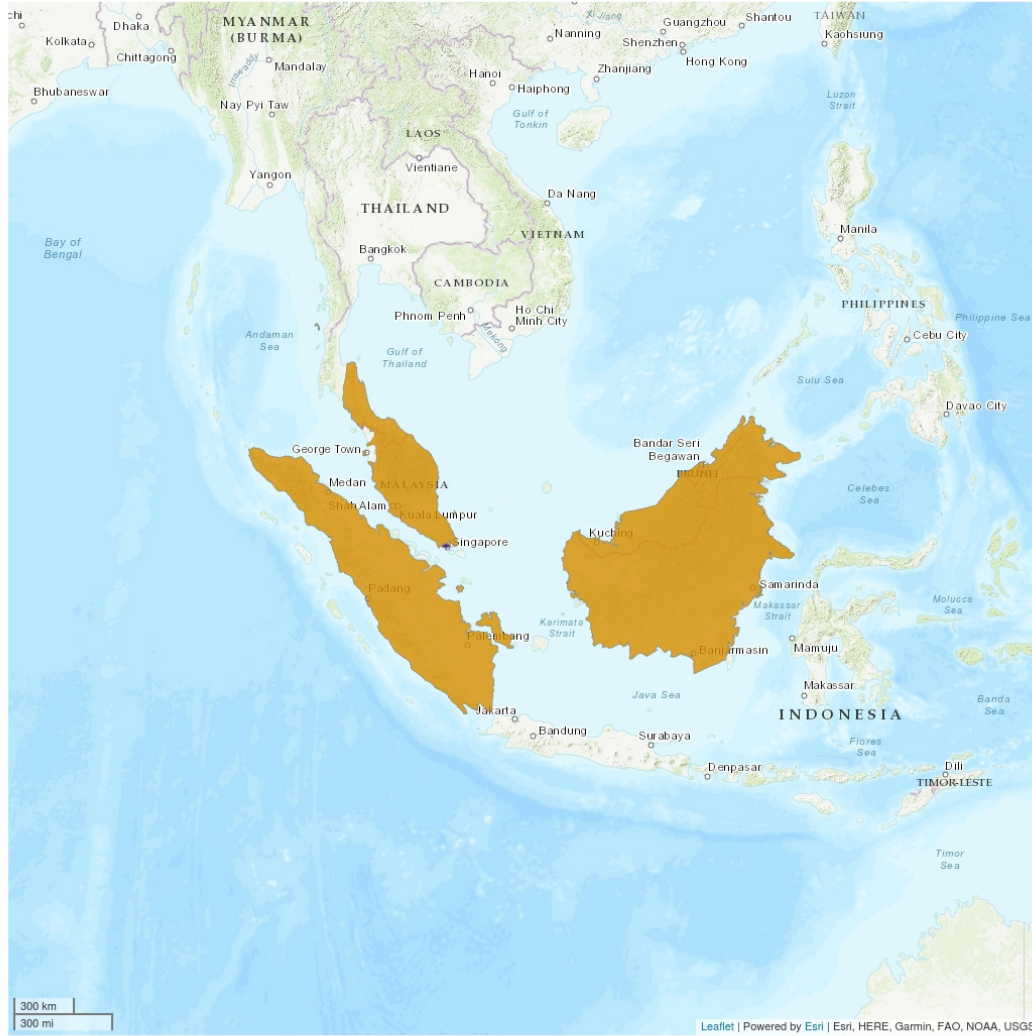 chi
Dhaka
Kolkata
Chittagong
Bhubaneswar
MYANMAR
(BURMA)
Mandalay
Irrawaddy
Nay Pyi Taw
Yangon
Bay of
Bengal
Andaman
Sea
LAOS
Vientiane
THAILAND
Bangkok
CAMBODIA
Phnom Penh
Ho Chi
Minh City
Mekong
Gulf of
Thailand
Hanoi
Haiphong
Gulf of
Tonkin
Da Nang
VIETNAM
Nanning
Xi Jiang
Guangzhou
Shantou
Shenzhen
Hong Kong
Zhanjiang
TAIWAN
Kaohsiung
Luzon
Strait
Manila
PHILIPPINES
Philippine Sea
Cebu City
Sulu Sea
Davao City
Bandar Seri
Begawan
BRUNEI
Celebes
Sea
George Town
Medan
MALAYSIA
Shah Alam
Kuala Lumpur
Singapore
Kuching
Padang
Palembang
Karimata
Strait
Samarinda
Makassar
Strait
Molucca
Sea
Banjarmasin
Mamuju
Makassar
Java Sea
Banda
Sea
INDONESIA
Jakarta
Bandung
Surabaya
Denpasar
Flores
Sea
Dili
TIMOR-LESTE
Timor
Sea
300 km
300 mi
Leaflet | Powered by Esri | Esri, HERE, Garmin, FAO, NOAA, USGS